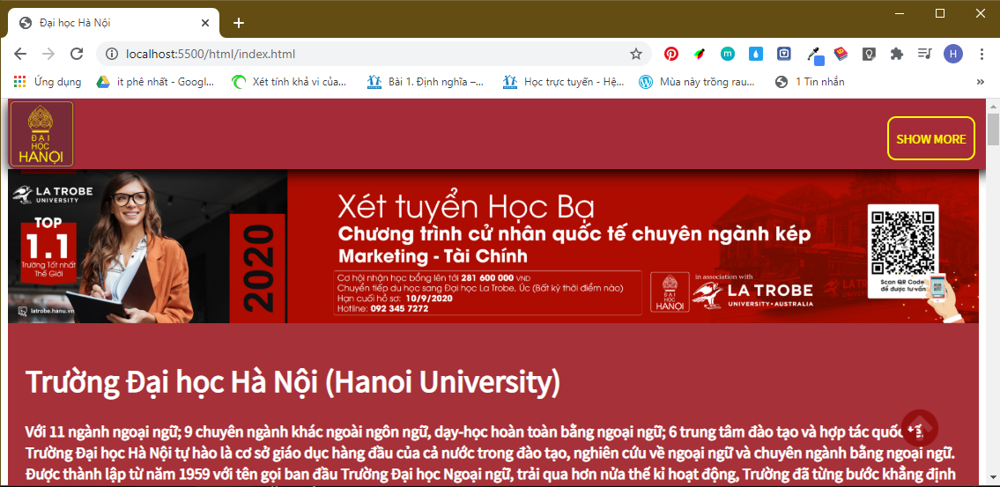 Đại học Hà Nội
localhost:5500/html/index.html
H
Ứng dụng
it phê nhất - Googl...
Xét tính khả vi của...
Bài 1. Định nghĩa –...
Học trực tuyến - Hệ...
Mùa này trồng rau...
1 Tin nhắn
»
ĐẠI
HỌC
HANỌI
SHOW MORE
LA TROBE
UNIVERSITY
TOP
1.1
Trường Tốt nhất
Thế Giới
latrobe.hanu.vn
2020
Xét tuyển Học Bạ
Chương trình cử nhân quốc tế chuyên ngành kép
Marketing - Tài Chính
Cơ hội nhận học bổng lên tới 281 600 000 VND
Chuyển tiếp du học sang Đại học La Trobe, Úc (Bất kỳ thời điểm nào)
Hạn cuối hồ sơ: 10/9/2020
Hotline: 092 345 7272
ĐẠI
HỌC
HANỌI
in association with
LA TROBE
UNIVERSITY • AUSTRALIA
LA TROBE
Scan QR Code
để được tư vấn
Trường Đại học Hà Nội (Hanoi University)
Với 11 ngành ngoại ngữ; 9 chuyên ngành khác ngoài ngôn ngữ, dạy-học hoàn toàn bằng ngoại ngữ; 6 trung tâm đào tạo và hợp tác quốc tế,
Trường Đại học Hà Nội tự hào là cơ sở giáo dục hàng đầu của cả nước trong đào tạo, nghiên cứu về ngoại ngữ và chuyên ngành bằng ngoại ngữ.
Được thành lập từ năm 1959 với tên gọi ban đầu Trường Đại học Ngoại ngữ, trải qua hơn nửa thế kỉ hoạt động, Trường đã từng bước khẳng định